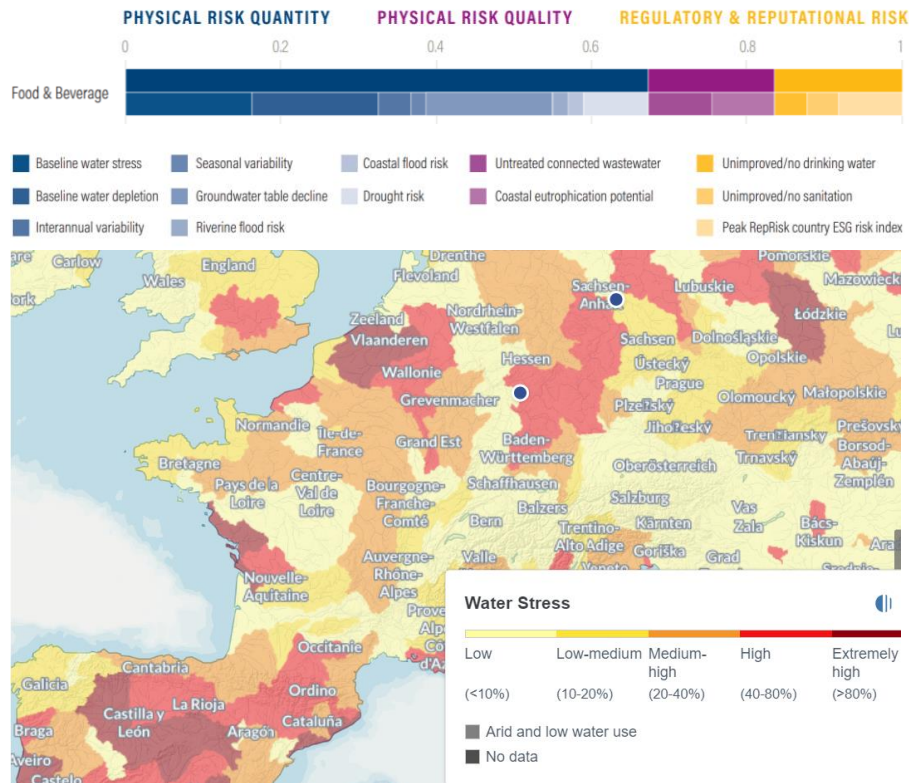 PHYSICAL RISK QUANTITY PHYSICAL RISK QUALITY REGULATORY & REPUTATIONAL RISK
0 0.2 0.4 0.6 0.8 1
Food & Beverage
Baseline water stress Seasonal variability Coastal flood risk Untreated connected wastewater Unimproved/no drinking water
Baseline water depletion Groundwater table decline Drought risk Coastal eutrophication potential Unimproved/no sanitation
Interannual variability Riverine flood risk Peak RepRisk country ESG risk index
Carlow England Drenthe Pomorskie
Wales Flevoland Sachsen- Lubuskie Mazowieckie
Zeeland Nordrhein- Łódzkie
Vlaanderen Westfalen Sachsen Dolnośląskie
Wallonie Hessen Ústecký Opolskie
Grevenmacher Prague Olomoucký Małopolskie
Normandie Île-de- Grand Est Baden- Trnavský Prešovský
Bretagne France Württemberg Oberösterreich Borsod-
Pays de la Centre- Bourgogne- Schaffhausen Abaúj-
Loire Val de Franche- Balzers Salzburg Vas Zemplén
Loire Comté Bern Kärnten Zala Bács-
Trentino- Kiskun
Auvergne- Valle Alto Adige Goriška Grad
Nouvelle- Rhône-
Aquitaine Alpes
Occitanie
Galicia Cantabria
La Rioja Ordino
Castilla y Cataluña
Braga León Aragón
Water Stress
Low Low-medium Medium-high High Extremely high
(<10%) (10-20%) (20-40%) (40-80%) (>80%)
Arid and low water use
No data